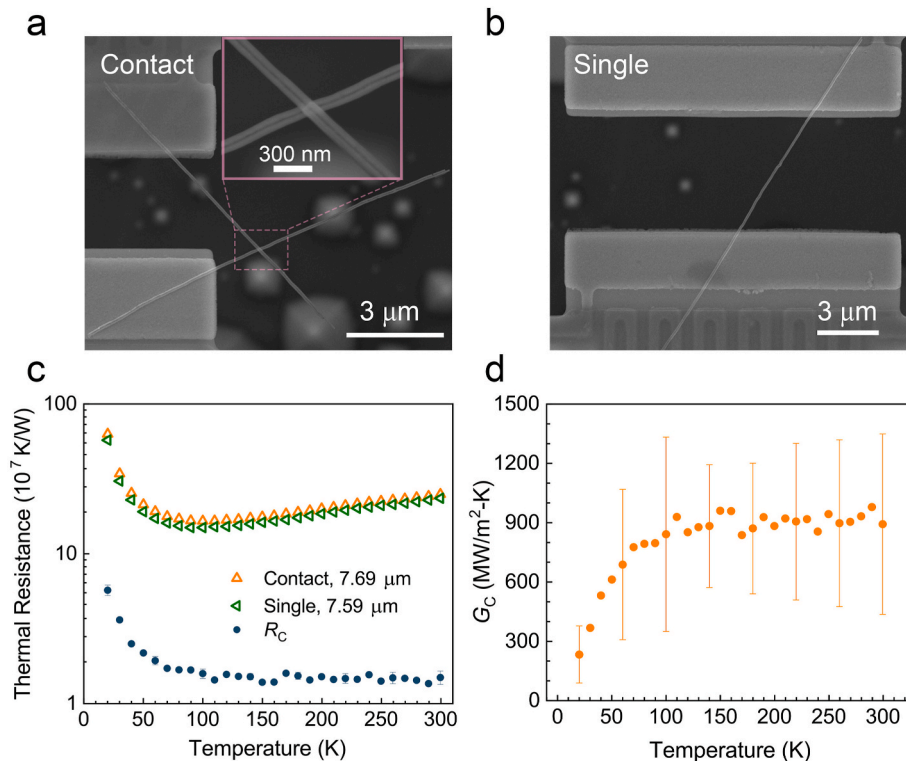 a
Contact
300 nm
3 μm
b
Single
3 μm
c
Thermal Resistance (10⁷ K/W)
100
10
1
Contact, 7.69 μm
Single, 7.59 μm
R_C
0 50 100 150 200 250 300
Temperature (K)
d
G_C (MW/m²-K)
1500
1200
900
600
300
0
0 50 100 150 200 250 300
Temperature (K)